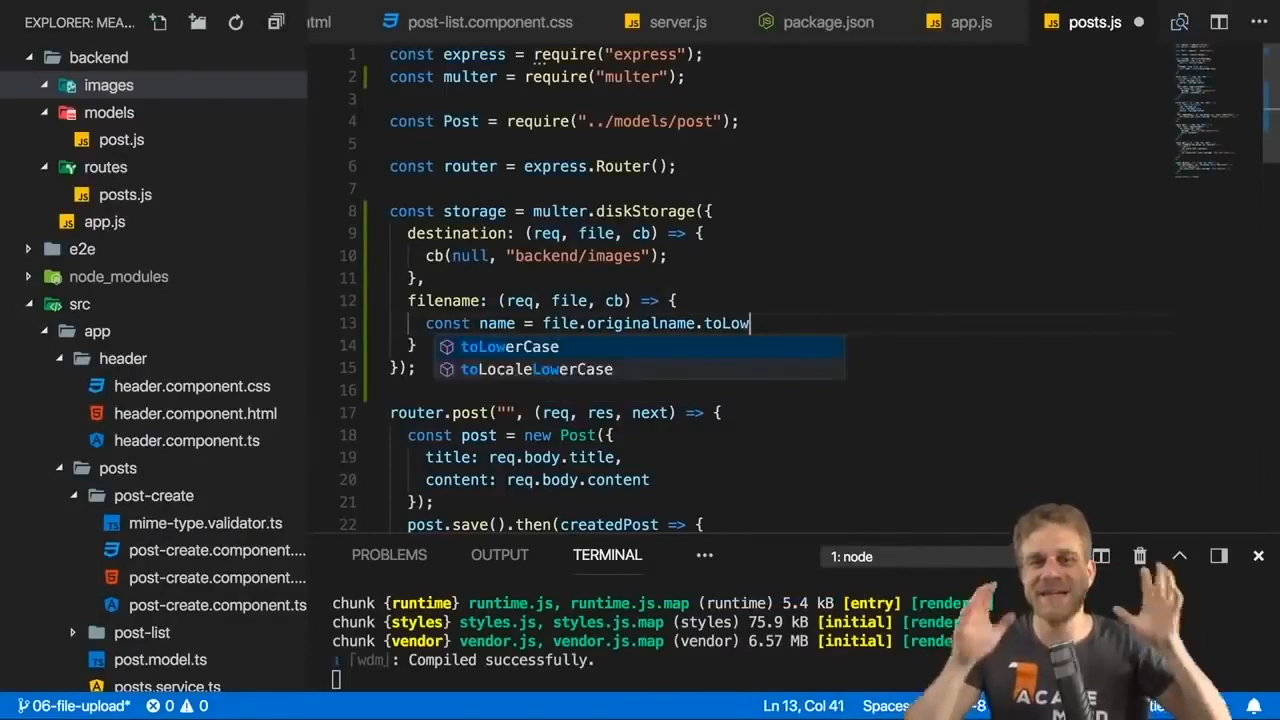 EXPLORER: MEA...
html
post-list.component.css
server.js
package.json
app.js
posts.js
backend
images
models
post.js
routes
posts.js
app.js
e2e
node_modules
src
app
header
header.component.css
header.component.html
header.component.ts
posts
post-create
mime-type.validator.ts
post-create.component....
post-create.component....
post-create.component.ts
post-list
post.model.ts
posts.service.ts
1 const express = require("express");
2 const multer = require("multer");
3
4 const Post = require("../models/post");
5
6 const router = express.Router();
7
8 const storage = multer.diskStorage({
9 destination: (req, file, cb) => {
10 cb(null, "backend/images");
11 },
12 filename: (req, file, cb) => {
13 const name = file.originalname.toLow
toLowerCase
toLocaleLowerCase
14 }
15 });
16
17 router.post("", (req, res, next) => {
18 const post = new Post({
19 title: req.body.title,
20 content: req.body.content
21 });
22 post.save().then(createdPost => {
PROBLEMS
OUTPUT
TERMINAL
...
1: node
chunk {runtime} runtime.js, runtime.js.map (runtime) 5.4 kB [entry] [rende
chunk {styles} styles.js, styles.js.map (styles) 75.9 kB [initial] [rende
chunk {vendor} vendor.js, vendor.js.map (vendor) 6.57 MB [initial] [rende
i ｢wdm｣: Compiled successfully.
06-file-upload*
0
0
Ln 13, Col 41
Spaces
-8
ACADE
M
ND